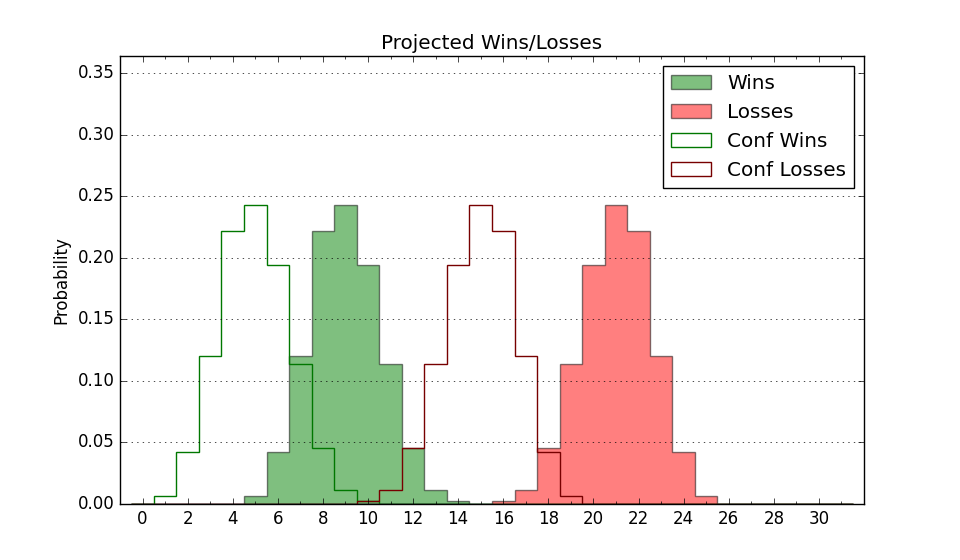 Projected Wins/Losses
Probability
0.35
0.30
0.25
0.20
0.15
0.10
0.05
0.00
Wins
Losses
Conf Wins
Conf Losses
0 2 4 6 8 10 12 14 16 18 20 22 24 26 28 30